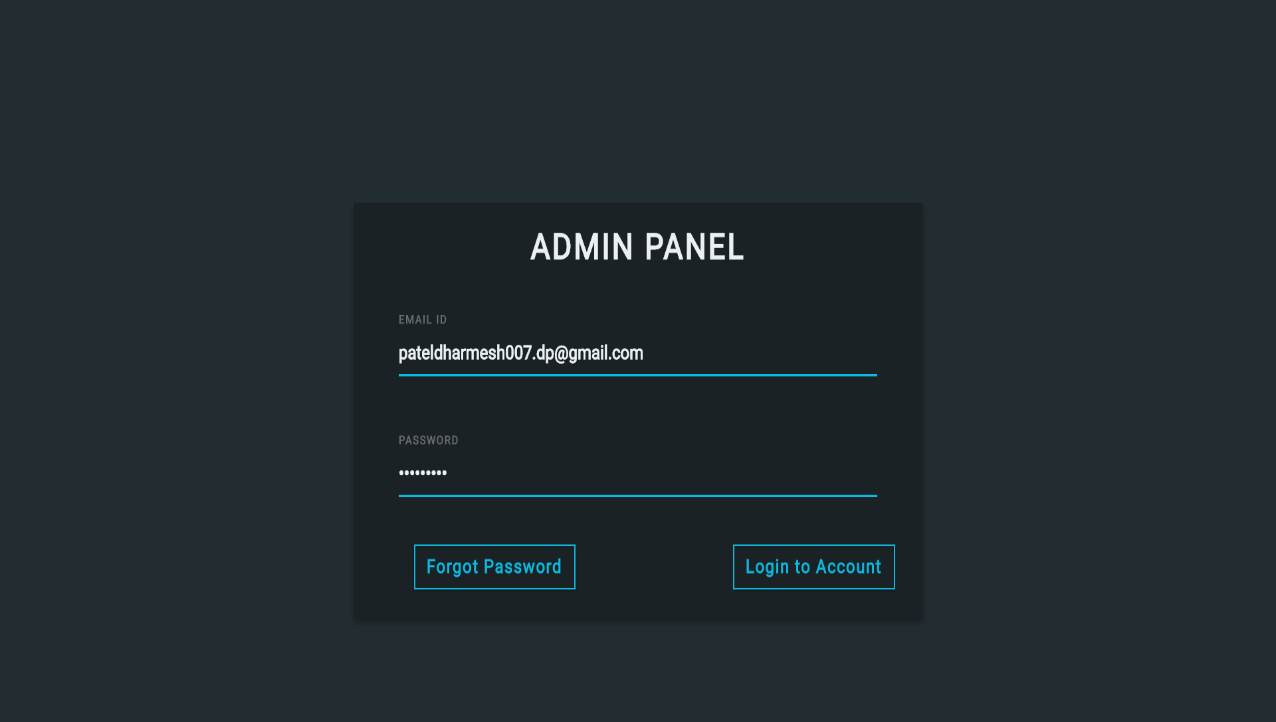 ADMIN PANEL
EMAIL ID
pateldharmesh007.dp@gmail.com
PASSWORD
•••••••••
Forgot Password
Login to Account